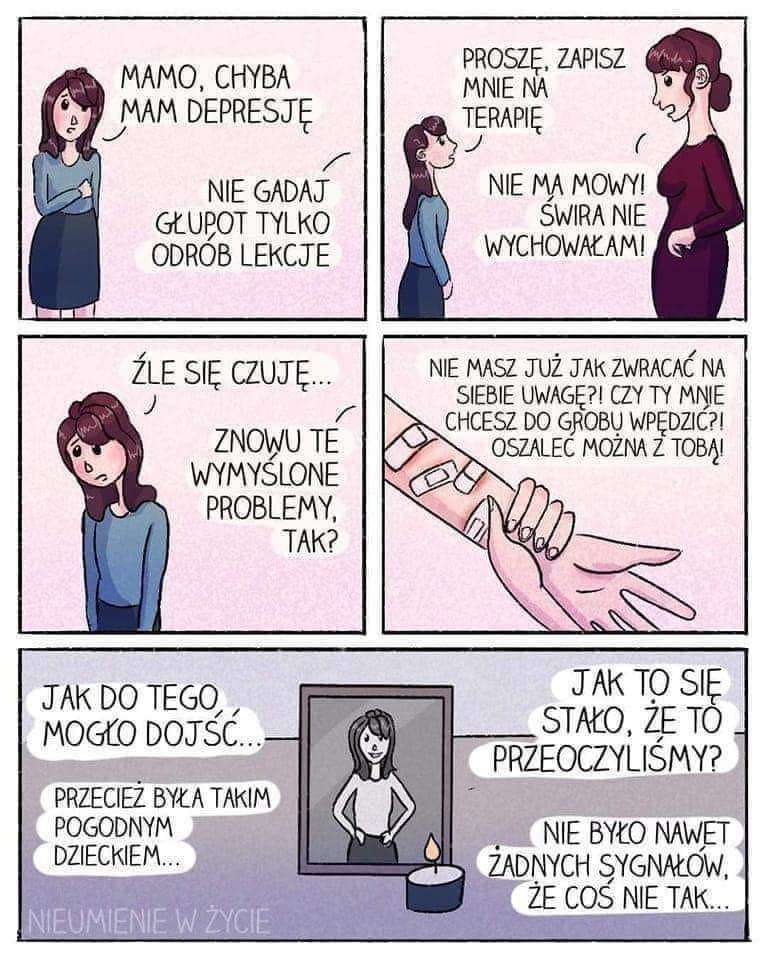 MAMO, CHYBA
MAM DEPRESJĘ
NIE GADAJ
GŁUPOT TYLKO
ODRÓB LEKCJE
PROSZĘ, ZAPISZ
MNIE NA
TERAPIĘ
NIE MA MOWY!
ŚWIRA NIE
WYCHOWAŁAM!
ŹLE SIĘ CZUJĘ...
ZNOWU TE
WYMYŚLONE
PROBLEMY,
TAK?
NIE MASZ JUŻ JAK ZWRACAĆ NA
SIEBIE UWAGĘ?! CZY TY MNIE
CHCESZ DO GROBU WPĘDZIĆ?!
OSZALEĆ MOŻNA Z TOBĄ!
JAK DO TEGO
MOGŁO DOJŚĆ...
PRZECIEŻ BYŁA TAKIM
POGODNYM
DZIECKIEM...
JAK TO SIĘ
STAŁO, ŻE TO
PRZEOCZYLIŚMY?
NIE BYŁO NAWET
ŻADNYCH SYGNAŁÓW,
ŻE COŚ NIE TAK...
NIEUMIENIE W ŻYCIE